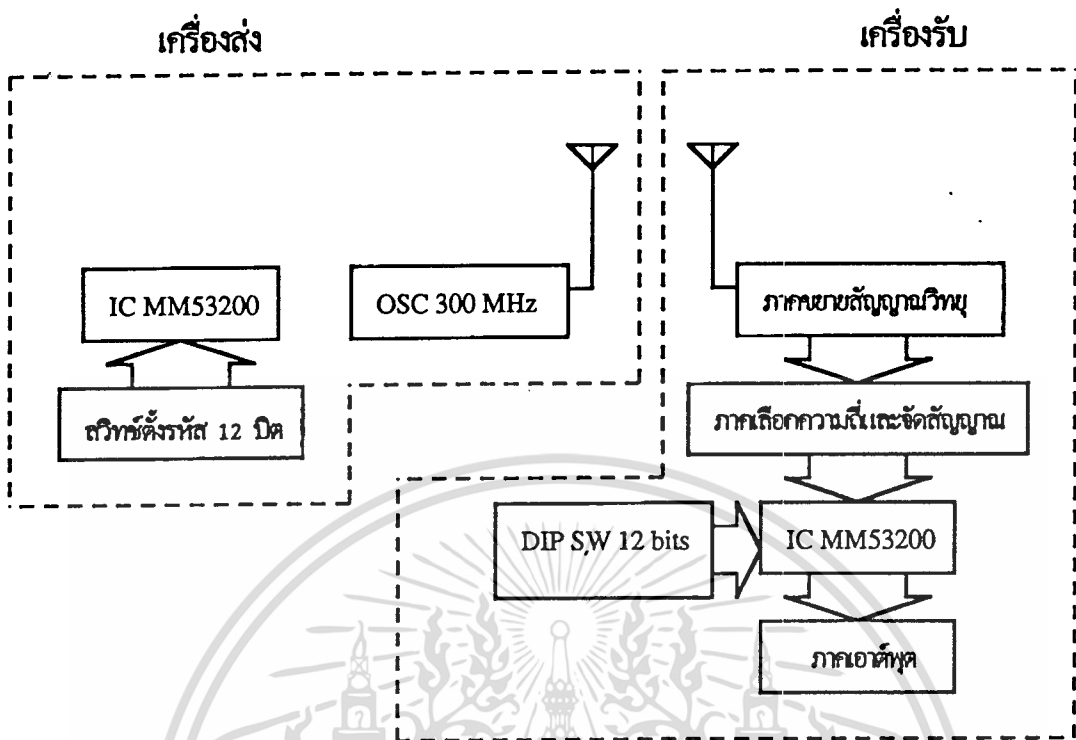 เครื่องส่ง
เครื่องรับ
IC MM53200
OSC 300 MHz
สวิทช์ตั้งรหัส 12 บิต
ภาคขยายสัญญาณวิทยุ
ภาคเลือกความถี่และจัดสัญญาณ
DIP S,W 12 bits
IC MM53200
ภาคเอาต์พุต